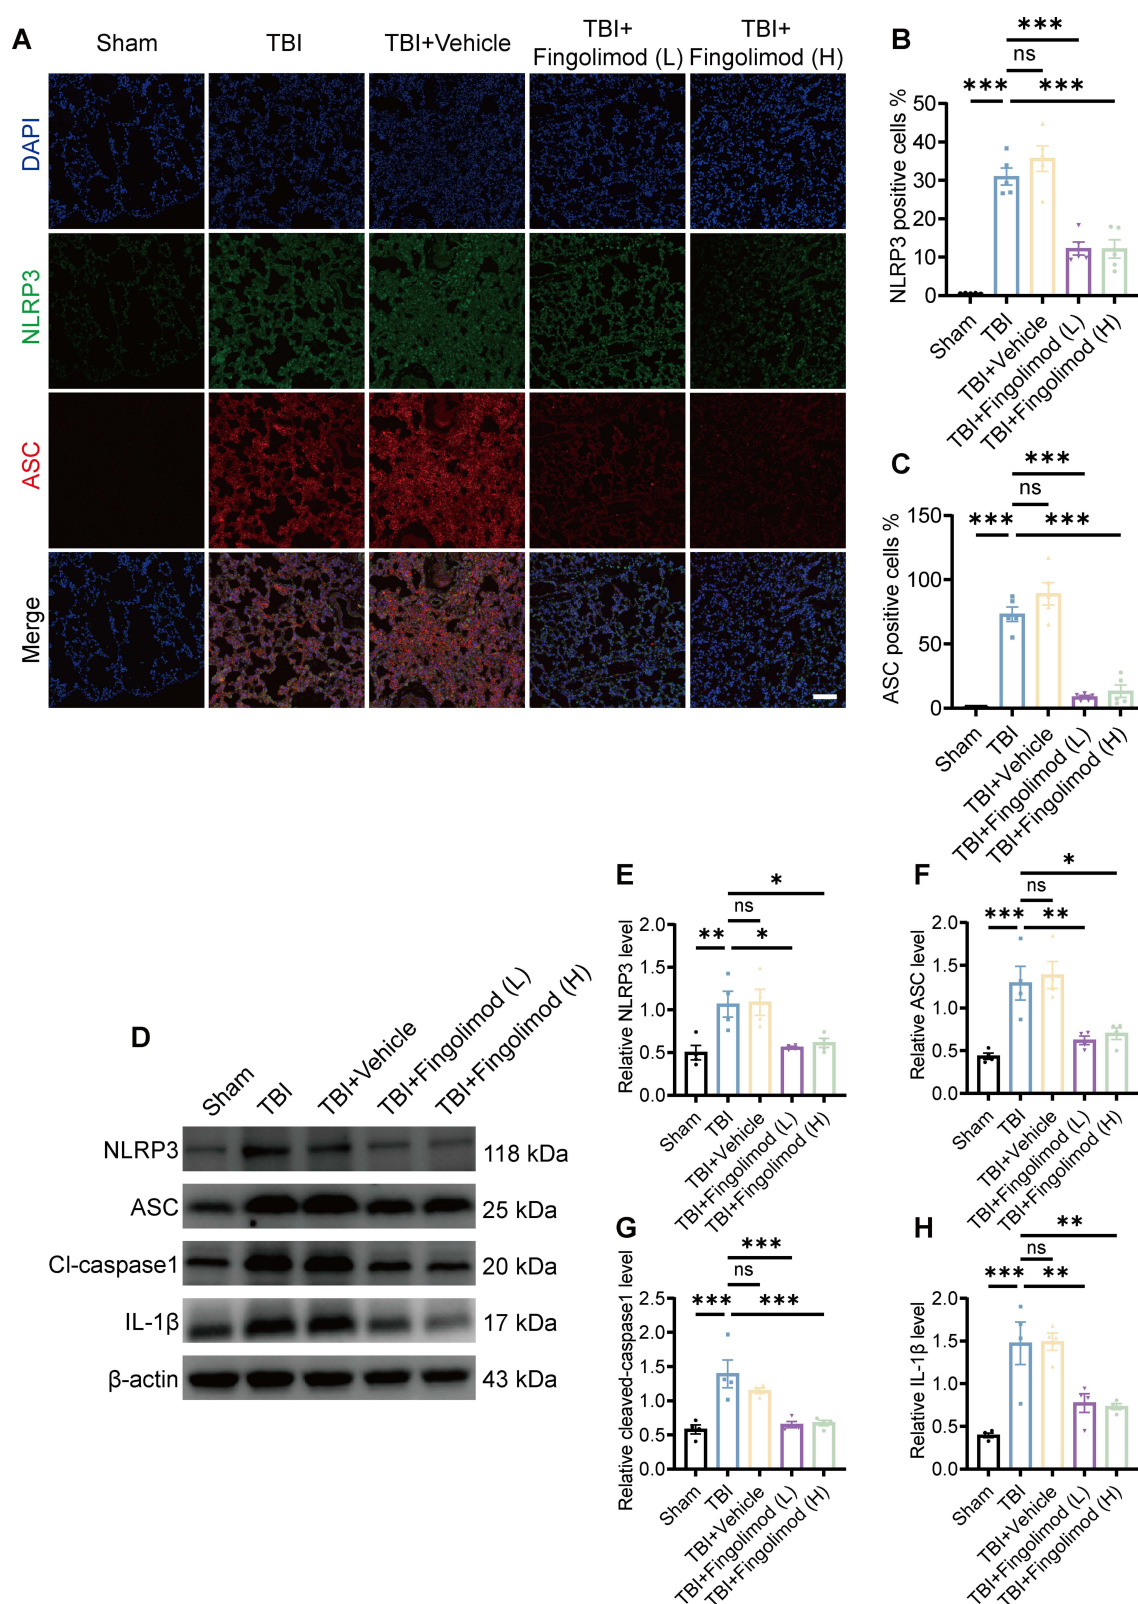 A
Sham
TBI
TBI+Vehicle
TBI+
Fingolimod (L)
TBI+
Fingolimod (H)
DAPI
NLRP3
ASC
Merge
B
***
ns
*** ***
NLRP3 positive cells %
50
40
30
20
10
0
Sham
TBI
TBI+Vehicle
TBI+Fingolimod (L)
TBI+Fingolimod (H)
C
***
ns
*** ***
ASC positive cells %
150
100
50
0
Sham
TBI
TBI+Vehicle
TBI+Fingolimod (L)
TBI+Fingolimod (H)
D
Sham
TBI
TBI+Vehicle
TBI+Fingolimod (L)
TBI+Fingolimod (H)
NLRP3 118 kDa
ASC 25 kDa
Cl-caspase1 20 kDa
IL-1β 17 kDa
β-actin 43 kDa
E
*
ns
** *
Relative NLRP3 level
2.0
1.5
1.0
0.5
0.0
Sham
TBI
TBI+Vehicle
TBI+Fingolimod (L)
TBI+Fingolimod (H)
F
*
ns
*** **
Relative ASC level
2.0
1.5
1.0
0.5
0.0
Sham
TBI
TBI+Vehicle
TBI+Fingolimod (L)
TBI+Fingolimod (H)
G
***
ns
*** ***
Relative cleaved-caspase1 level
2.5
2.0
1.5
1.0
0.5
0.0
Sham
TBI
TBI+Vehicle
TBI+Fingolimod (L)
TBI+Fingolimod (H)
H
**
ns
*** **
Relative IL-1β level
2.0
1.5
1.0
0.5
0.0
Sham
TBI
TBI+Vehicle
TBI+Fingolimod (L)
TBI+Fingolimod (H)